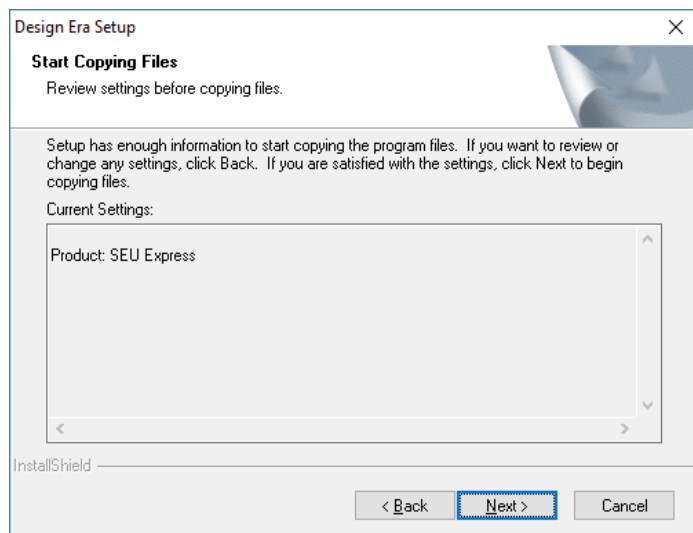 Design Era Setup
Start Copying Files
Review settings before copying files.
Setup has enough information to start copying the program files. If you want to review or
change any settings, click Back. If you are satisfied with the settings, click Next to begin
copying files.
Current Settings:
Product: SEU Express
InstallShield
< Back
Next >
Cancel